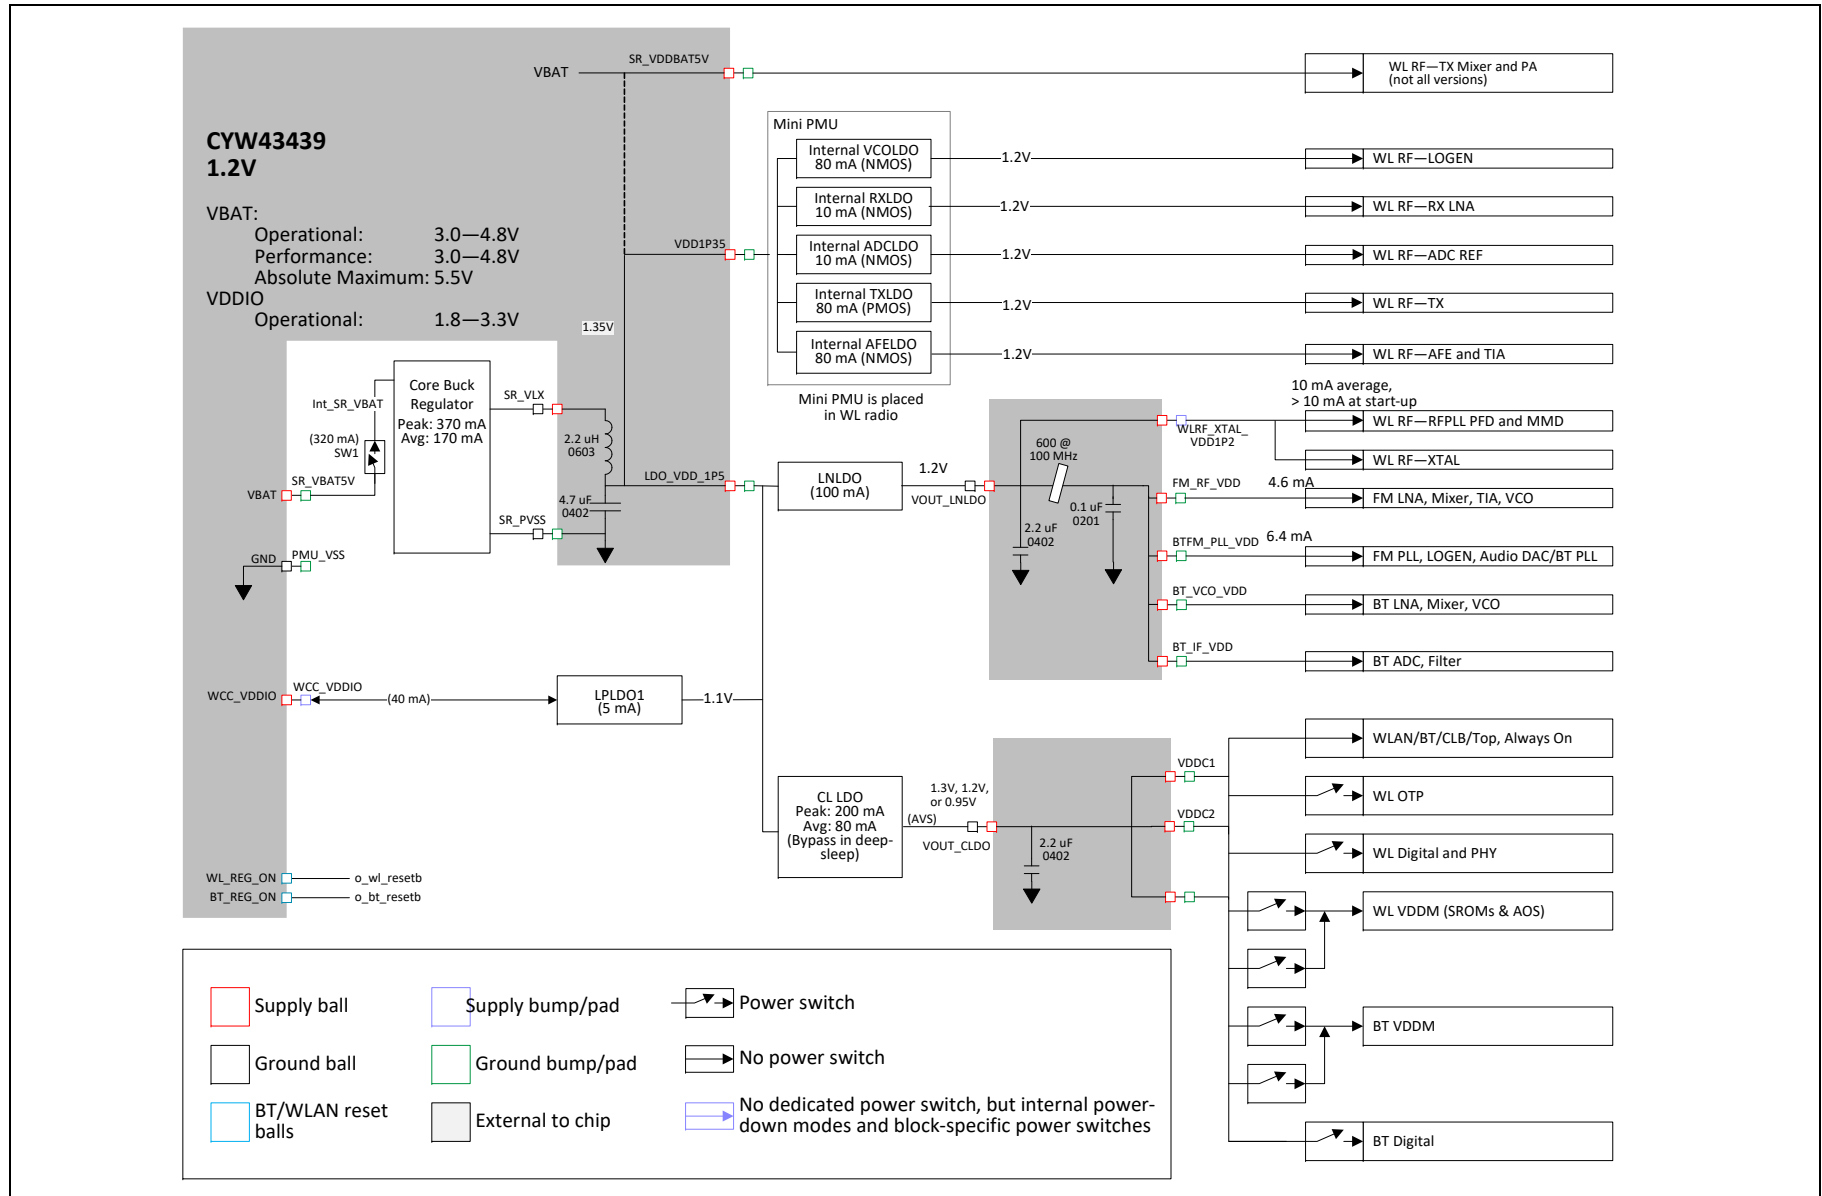 SR_VDDBAT5V
VBAT
WL RF—TX Mixer and PA
(not all versions)
CYW43439
1.2V
VBAT:
Operational: 3.0—4.8V
Performance: 3.0—4.8V
Absolute Maximum: 5.5V
VDDIO
Operational: 1.8—3.3V
Mini PMU
Internal VCOLDO
80 mA (NMOS)
1.2V
WL RF—LOGEN
Internal RXLDO
10 mA (NMOS)
1.2V
WL RF—RX LNA
VDD1P35
Internal ADCLDO
10 mA (NMOS)
1.2V
WL RF—ADC REF
Internal TXLDO
80 mA (PMOS)
1.2V
WL RF—TX
1.35V
Internal AFELDO
80 mA (NMOS)
1.2V
WL RF—AFE and TIA
Mini PMU is placed
in WL radio
Core Buck
Regulator
Peak: 370 mA
Avg: 170 mA
Int_SR_VBAT
(320 mA)
SW1
SR_VBAT5V
VBAT
SR_VLX
2.2 uH
0603
4.7 uF
0402
SR_PVSS
LDO_VDD_1P5
GND
PMU_VSS
LNLDO
(100 mA)
1.2V
VOUT_LNLDO
600 @
100 MHz
2.2 uF
0402
0.1 uF
0201
10 mA average,
> 10 mA at start-up
WLRF_XTAL_
VDD1P2
WL RF—RFPLL PFD and MMD
WL RF—XTAL
FM_RF_VDD
4.6 mA
FM LNA, Mixer, TIA, VCO
BTFM_PLL_VDD
6.4 mA
FM PLL, LOGEN, Audio DAC/BT PLL
BT_VCO_VDD
BT LNA, Mixer, VCO
BT_IF_VDD
BT ADC, Filter
WCC_VDDIO
WCC_VDDIO
(40 mA)
LPLDO1
(5 mA)
1.1V
CL LDO
Peak: 200 mA
Avg: 80 mA
(Bypass in deep-
sleep)
1.3V, 1.2V,
or 0.95V
(AVS)
VOUT_CLDO
2.2 uF
0402
VDDC1
VDDC2
WLAN/BT/CLB/Top, Always On
WL OTP
WL Digital and PHY
WL VDDM (SROMs & AOS)
BT VDDM
BT Digital
WL_REG_ON
o_wl_resetb
BT_REG_ON
o_bt_resetb
Supply ball
Supply bump/pad
Power switch
Ground ball
Ground bump/pad
No power switch
BT/WLAN reset
balls
External to chip
No dedicated power switch, but internal power-
down modes and block-specific power switches